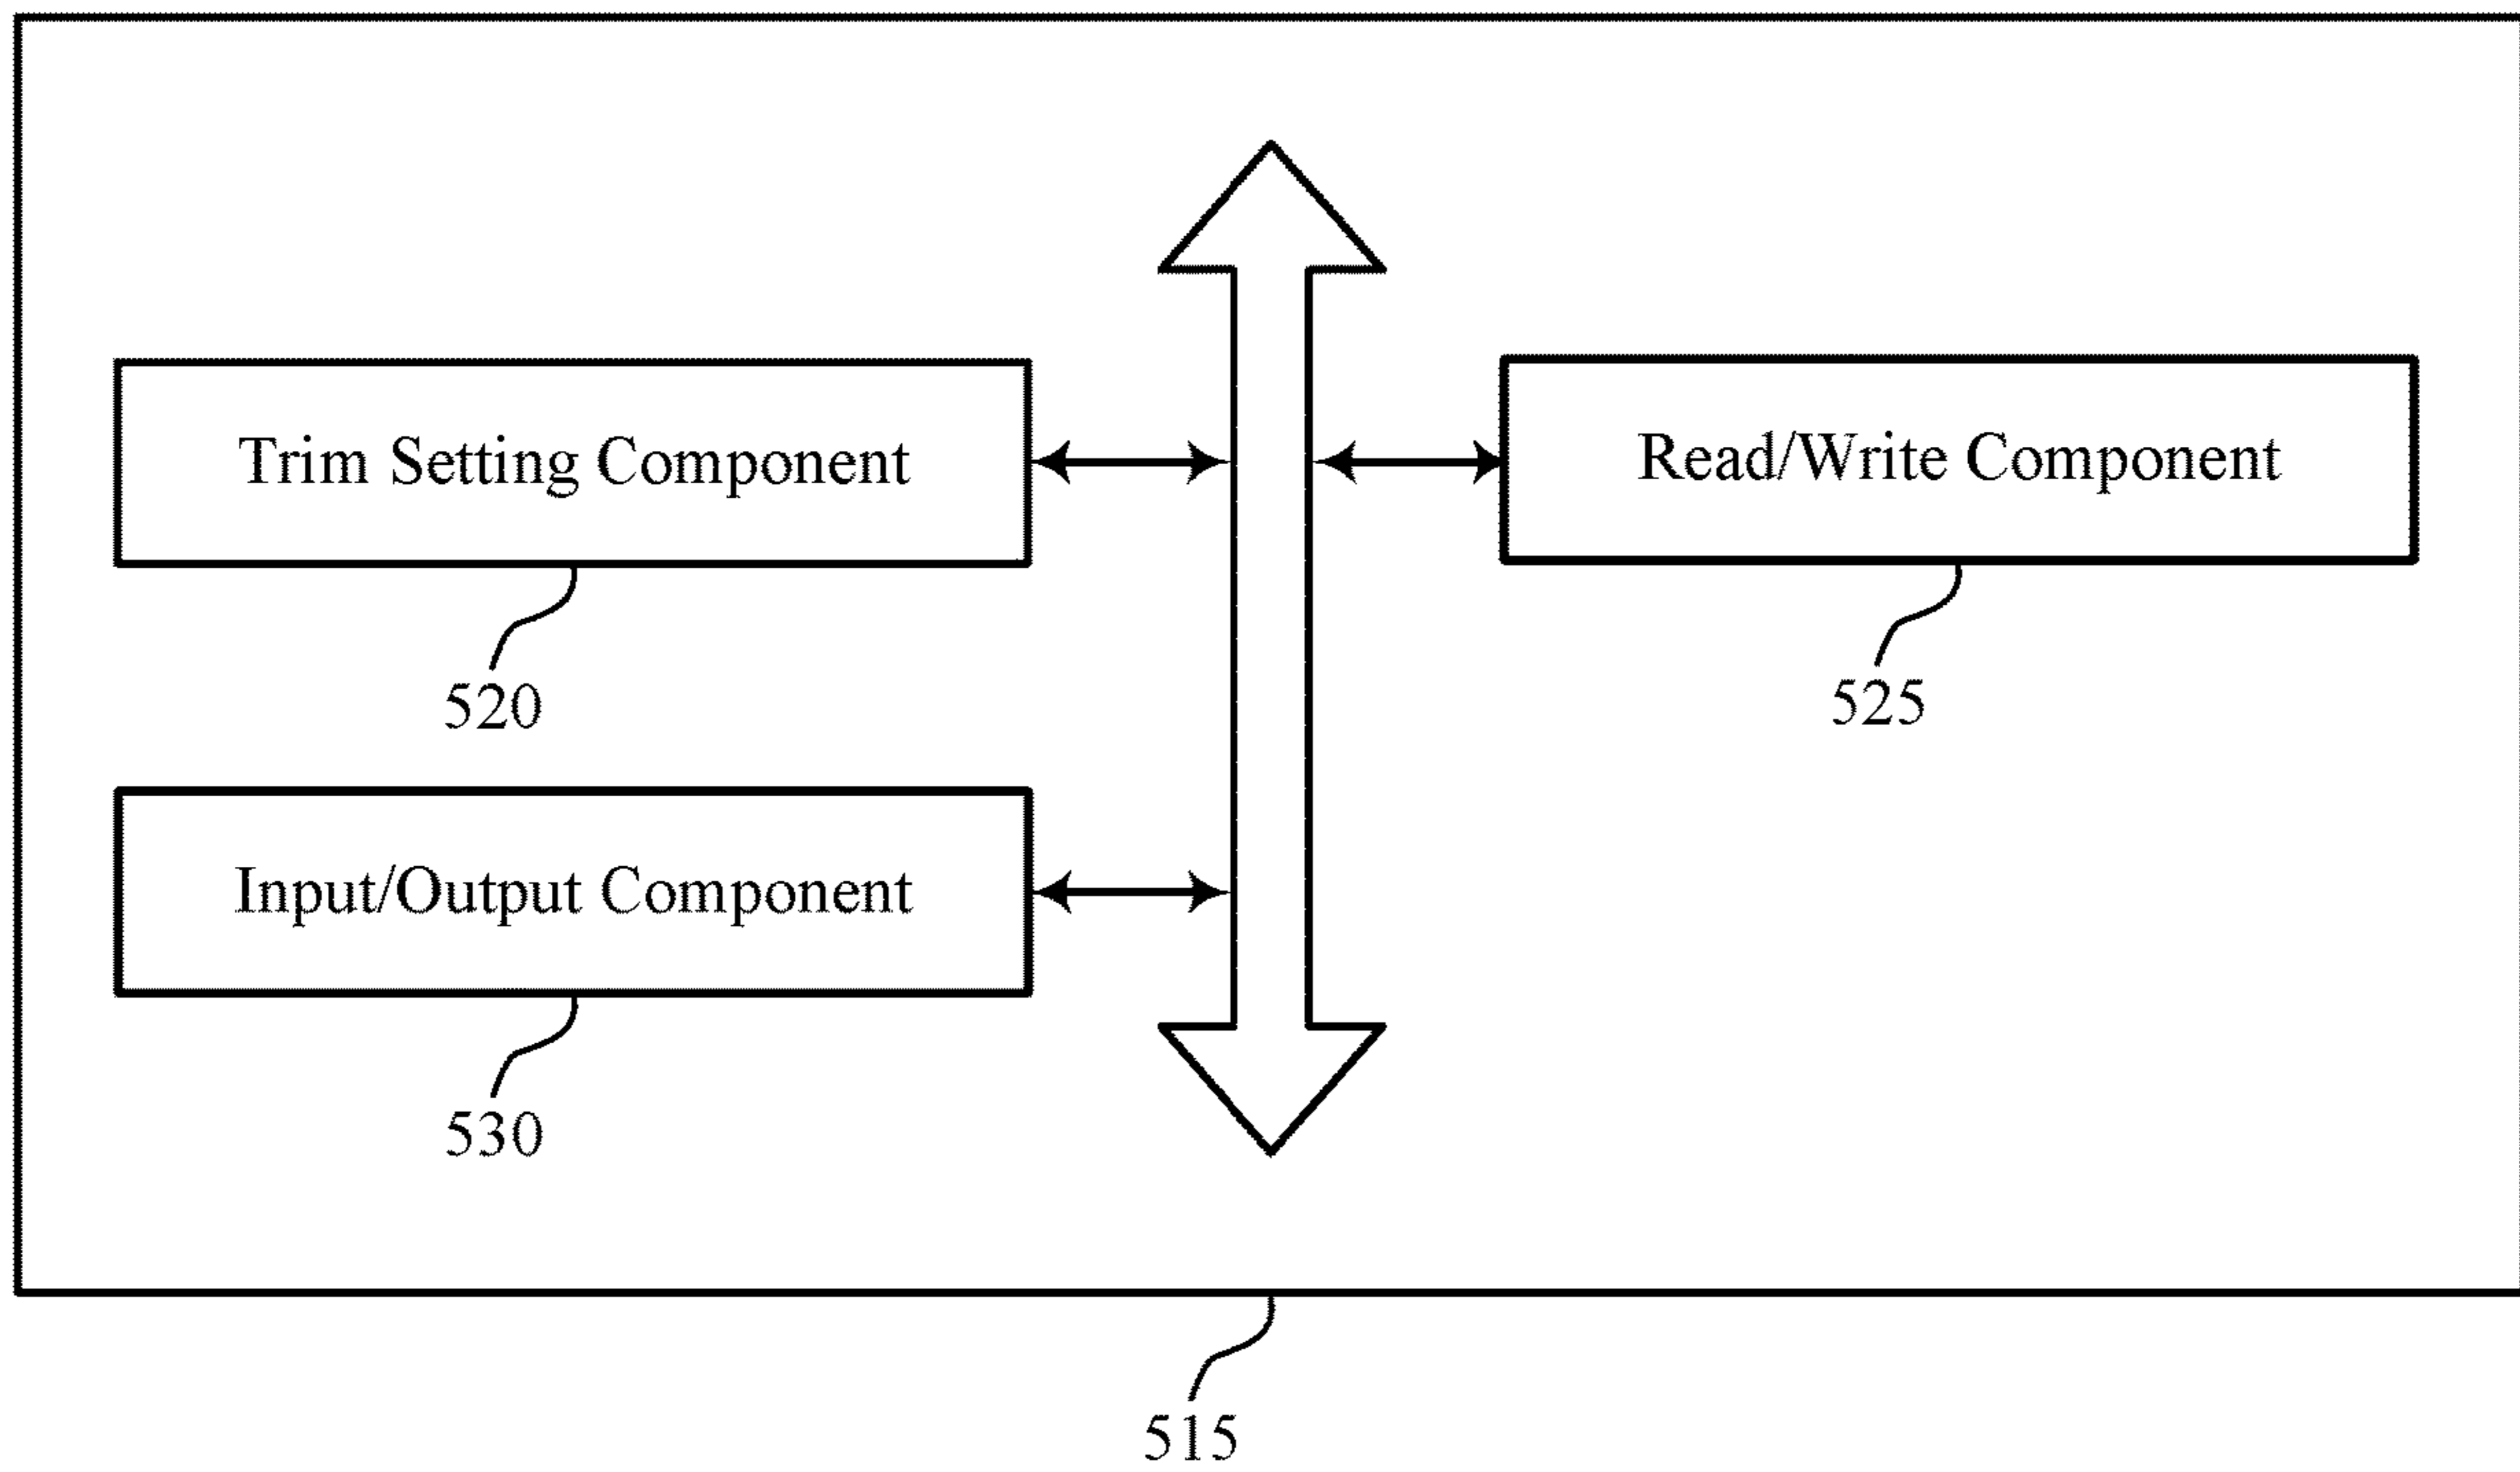 Trim Setting Component
Read/Write Component
520
525
Input/Output Component
530
515